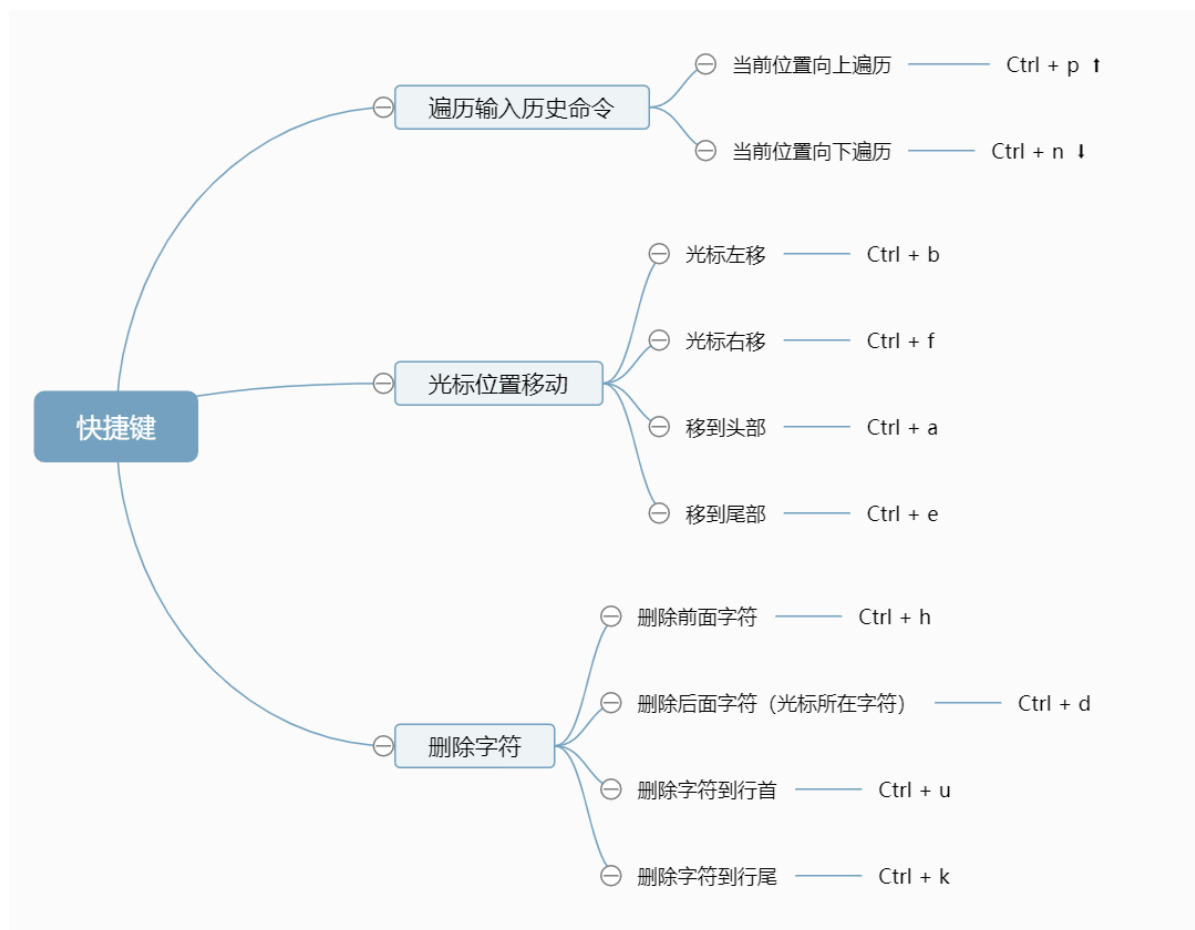 快捷键
遍历输入历史命令
当前位置向上遍历 Ctrl + p ⬆
当前位置向下遍历 Ctrl + n ⬇
光标位置移动
光标左移 Ctrl + b
光标右移 Ctrl + f
移到头部 Ctrl + a
移到尾部 Ctrl + e
删除字符
删除前面字符 Ctrl + h
删除后面字符（光标所在字符） Ctrl + d
删除字符到行首 Ctrl + u
删除字符到行尾 Ctrl + k